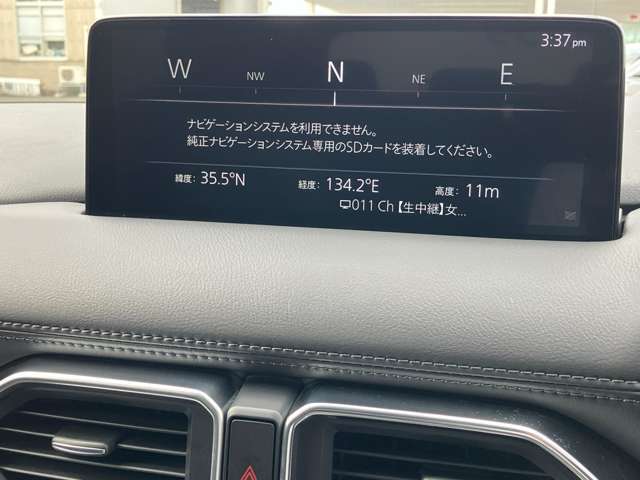 3:37 pm
W NW N NE E
ナビゲーションシステムを利用できません。
純正ナビゲーションシステム専用のSDカードを装着してください。
緯度: 35.5°N 経度: 134.2°E 高度: 11m
011 Ch【生中継】女...